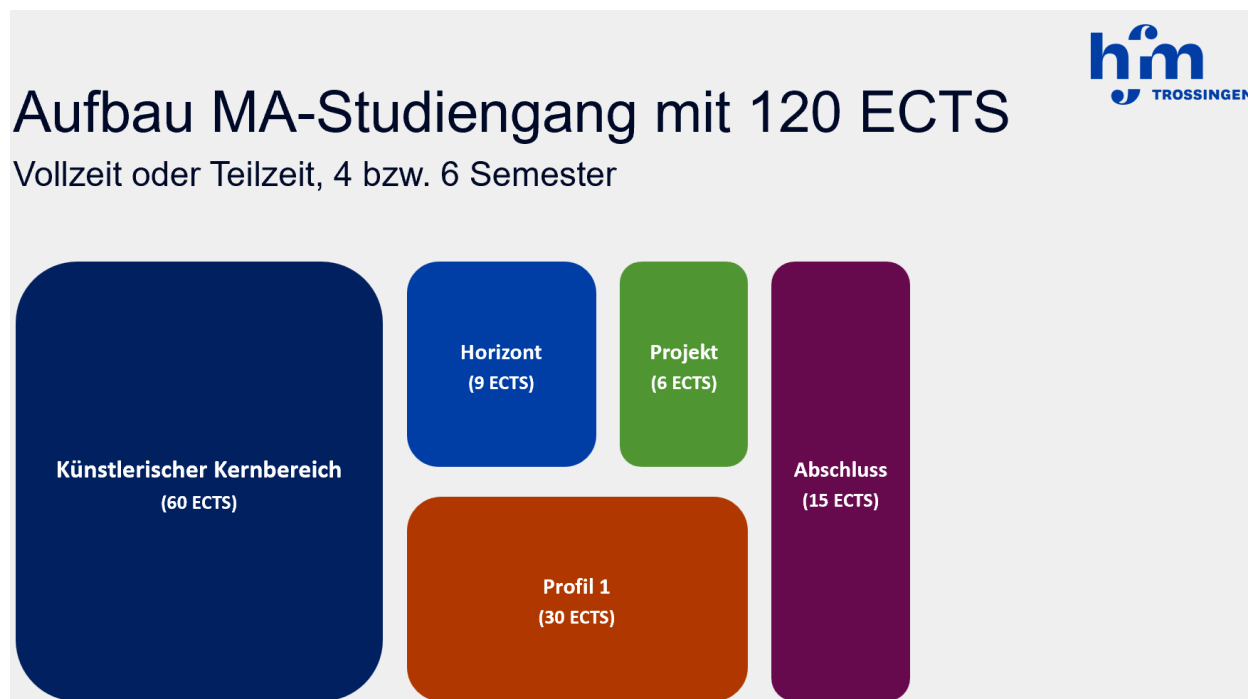 hfm
TROSSINGEN
Aufbau MA-Studiengang mit 120 ECTS
Vollzeit oder Teilzeit, 4 bzw. 6 Semester
Künstlerischer Kernbereich
(60 ECTS)
Horizont
(9 ECTS)
Projekt
(6 ECTS)
Profil 1
(30 ECTS)
Abschluss
(15 ECTS)